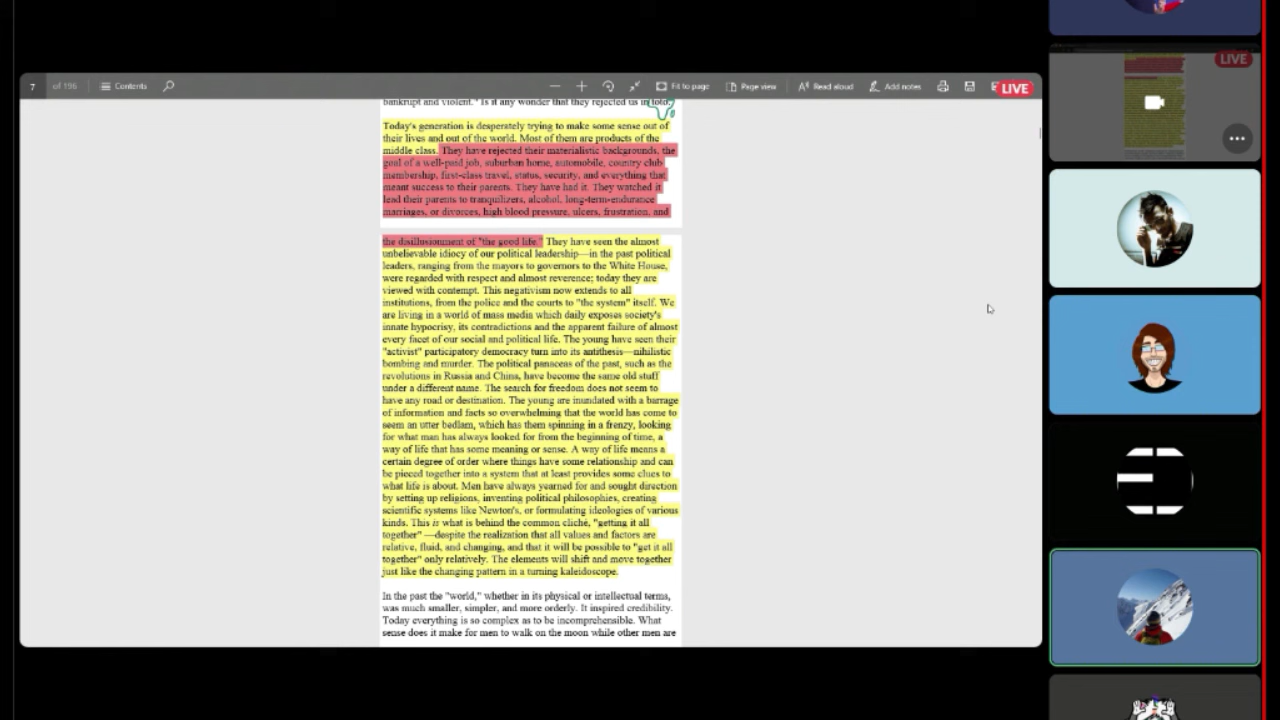 7 of 196 Contents Fit to page Page view Read aloud Add notes LIVE
LIVE
bankrupt and violent." Is it any wonder that they rejected us in toto.
Today's generation is desperately trying to make some sense out of
their lives and out of the world. Most of them are products of the
middle class. They have rejected their materialistic backgrounds, the
goal of a well-paid job, suburban home, automobile, country club
membership, first-class travel, status, security, and everything that
meant success to their parents. They have had it. They watched it
lead their parents to tranquilizers, alcohol, long-term-endurance
marriages, or divorces, high blood pressure, ulcers, frustration, and
the disillusionment of "the good life." They have seen the almost
unbelievable idiocy of our political leadership—in the past political
leaders, ranging from the mayors to governors to the White House,
were regarded with respect and almost reverence; today they are
viewed with contempt. This negativism now extends to all
institutions, from the police and the courts to "the system" itself. We
are living in a world of mass media which daily exposes society's
innate hypocrisy, its contradictions and the apparent failure of almost
every facet of our social and political life. The young have seen their
"activist" participatory democracy turn into its antithesis—nihilistic
bombing and murder. The political panaceas of the past, such as the
revolutions in Russia and China, have become the same old stuff
under a different name. The search for freedom does not seem to
have any road or destination. The young are inundated with a barrage
of information and facts so overwhelming that the world has come to
seem an utter bedlam, which has them spinning in a frenzy, looking
for what man has always looked for from the beginning of time, a
way of life that has some meaning or sense. A way of life means a
certain degree of order where things have some relationship and can
be pieced together into a system that at least provides some clues to
what life is about. Men have always yearned for and sought direction
by setting up religions, inventing political philosophies, creating
scientific systems like Newton's, or formulating ideologies of various
kinds. This is what is behind the common cliché, "getting it all
together" —despite the realization that all values and factors are
relative, fluid, and changing, and that it will be possible to "get it all
together" only relatively. The elements will shift and move together
just like the changing pattern in a turning kaleidoscope.
In the past the "world," whether in its physical or intellectual terms,
was much smaller, simpler, and more orderly. It inspired credibility.
Today everything is so complex as to be incomprehensible. What
sense does it make for men to walk on the moon while other men are